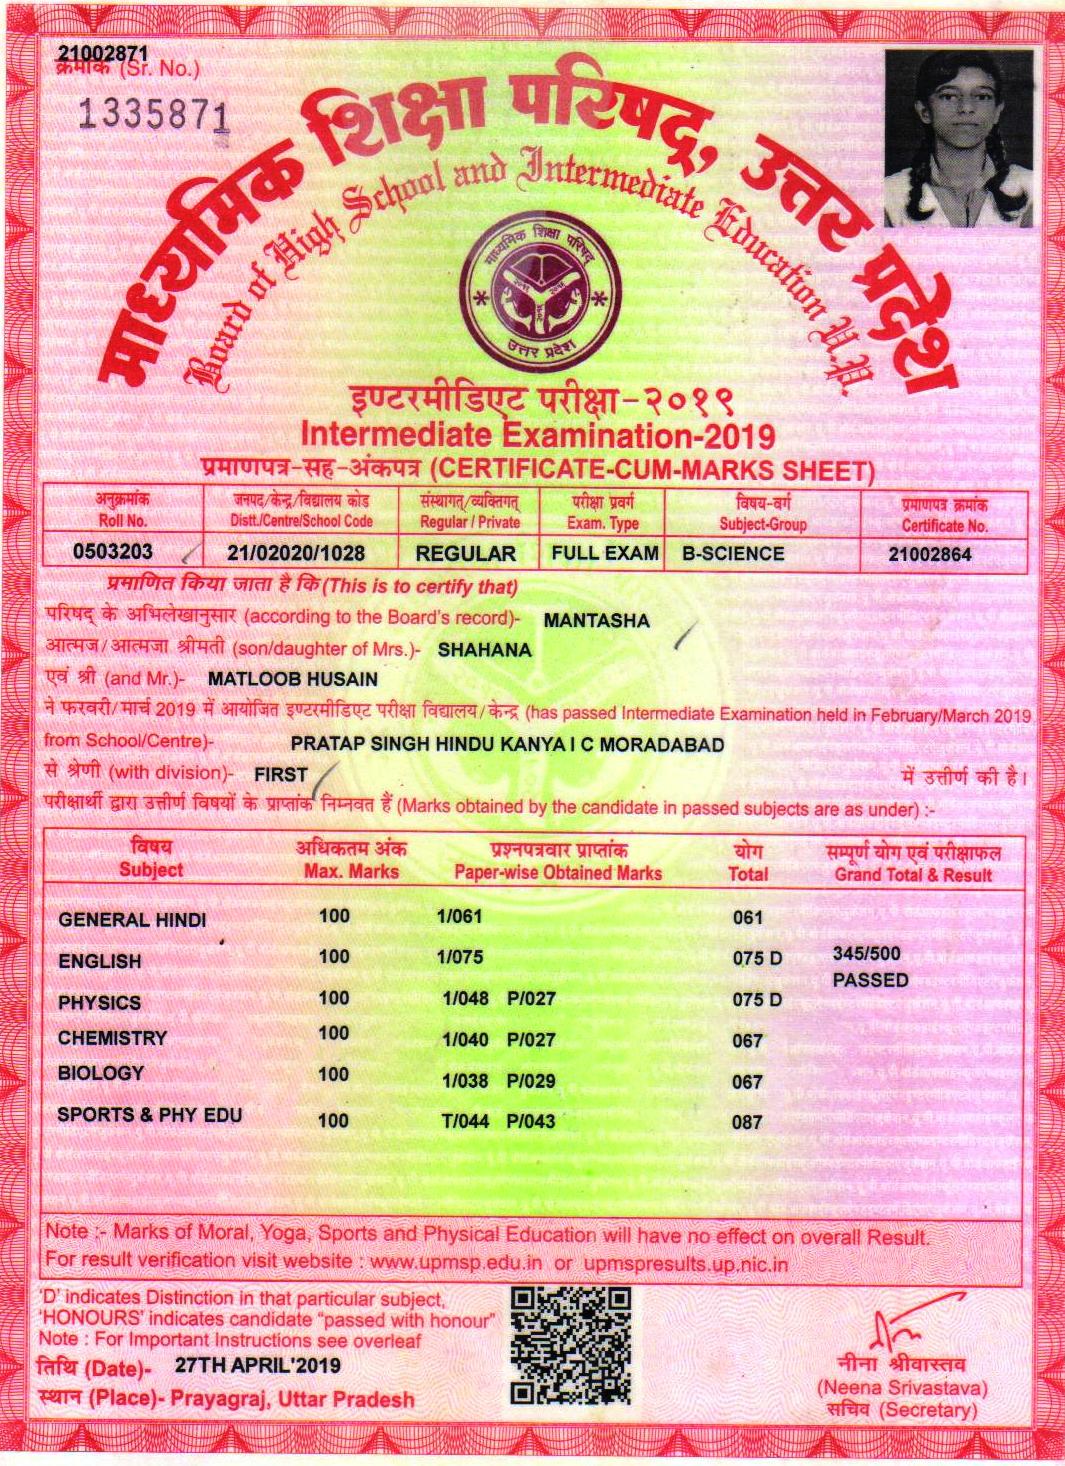 21002871
क्रमांक (Sr. No.)
1335871
माध्यमिक शिक्षा परिषद्, उत्तर प्रदेश
Board of High School and Intermediate Education U.P.
माध्यमिक शिक्षा परिषद्
उत्तर प्रदेश
इण्टरमीडिएट परीक्षा-२०१९
Intermediate Examination-2019
प्रमाणपत्र-सह-अंकपत्र (CERTIFICATE-CUM-MARKS SHEET)
अनुक्रमांक जनपद/केन्द्र/विद्यालय कोड संस्थागत्/व्यक्तिगत् परीक्षा प्रवर्ग विषय-वर्ग प्रमाणपत्र क्रमांक
Roll No. Distt./Centre/School Code Regular / Private Exam. Type Subject-Group Certificate No.
0503203 21/02020/1028 REGULAR FULL EXAM B-SCIENCE 21002864
प्रमाणित किया जाता है कि (This is to certify that)
परिषद् के अभिलेखानुसार (according to the Board's record)- MANTASHA
आत्मज/आत्मजा श्रीमती (son/daughter of Mrs.)- SHAHANA
एवं श्री (and Mr.)- MATLOOB HUSAIN
ने फरवरी/मार्च 2019 में आयोजित इण्टरमीडिएट परीक्षा विद्यालय/केन्द्र (has passed Intermediate Examination held in February/March 2019
from School/Centre)- PRATAP SINGH HINDU KANYA I C MORADABAD
से श्रेणी (with division)- FIRST में उत्तीर्ण की है।
परीक्षार्थी द्वारा उत्तीर्ण विषयों के प्राप्तांक निम्नवत हैं (Marks obtained by the candidate in passed subjects are as under) :-
विषय अधिकतम अंक प्रश्नपत्रवार प्राप्तांक योग सम्पूर्ण योग एवं परीक्षाफल
Subject Max. Marks Paper-wise Obtained Marks Total Grand Total & Result
GENERAL HINDI 100 1/061 061
ENGLISH 100 1/075 075 D 345/500
PASSED
PHYSICS 100 1/048 P/027 075 D
CHEMISTRY 100 1/040 P/027 067
BIOLOGY 100 1/038 P/029 067
SPORTS & PHY EDU 100 T/044 P/043 087
Note :- Marks of Moral, Yoga, Sports and Physical Education will have no effect on overall Result.
For result verification visit website : www.upmsp.edu.in or upmspresults.up.nic.in
'D' indicates Distinction in that particular subject,
'HONOURS' indicates candidate "passed with honour"
Note : For Important Instructions see overleaf
तिथि (Date)- 27TH APRIL'2019
स्थान (Place)- Prayagraj, Uttar Pradesh
नीना श्रीवास्तव
(Neena Srivastava)
सचिव (Secretary)